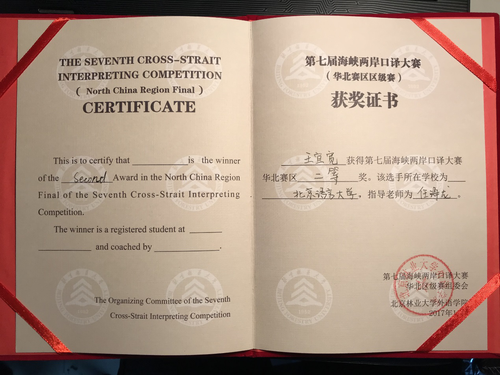 THE SEVENTH CROSS-STRAIT
INTERPRETING COMPETITION
( North China Region Final )
CERTIFICATE
This is to certify that ____________ is the winner
of the Second Award in the North China Region
Final of the Seventh Cross-Strait Interpreting
Competition.
The winner is a registered student at ________
____________ and coached by ____________.
The Organizing Committee of the Seventh
Cross-Strait Interpreting Competition
第七届海峡两岸口译大赛
(华北赛区区级赛)
获奖证书
王宜宽 获得第七届海峡两岸口译大赛
华北赛区 二等 奖。该选手所在学校为
北京语言大学。指导老师为 任海龙。
第七届海峡两岸口译大赛
华北区级赛组委会
北京林业大学外语学院
2017年